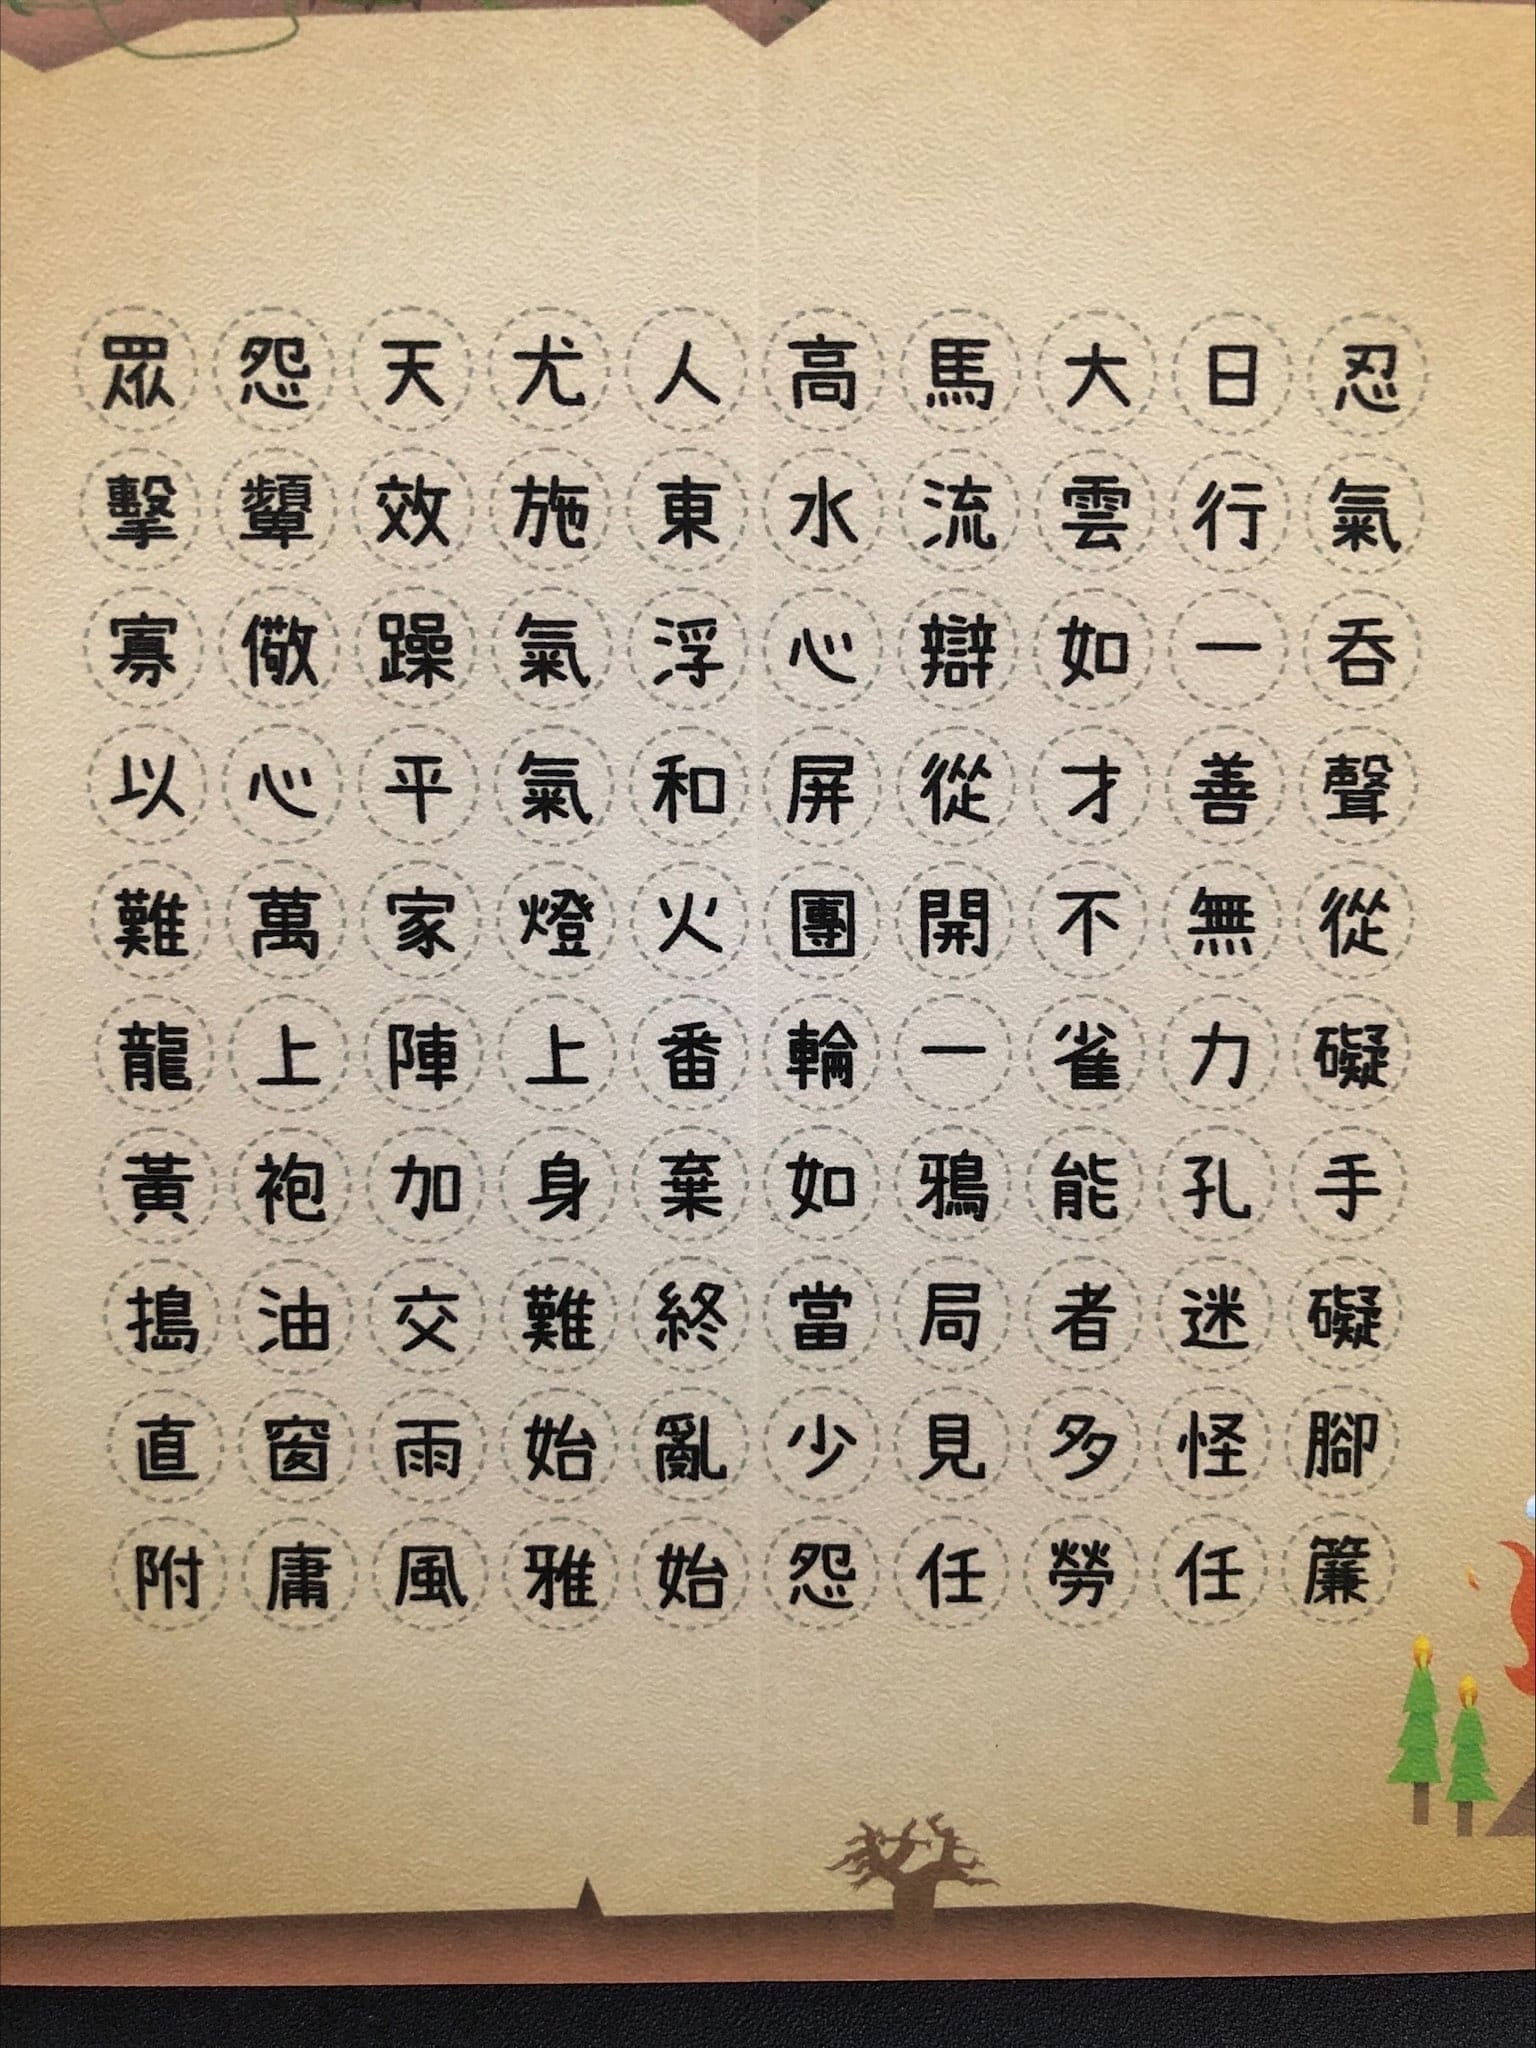 眾怨天尤人高馬大日忍
擊顰效施東水流雲行氣
寡儆躁氣浮心辯如一吞
以心平氣和屏從才善聲
難萬家燈火團開不無從
龍上陣上番輪一雀力礙
黃袍加身棄如鴉能孔手
搗油交難終當局者迷礙
直窗雨始亂少見多怪腳
附庸風雅始怨任勞任簾